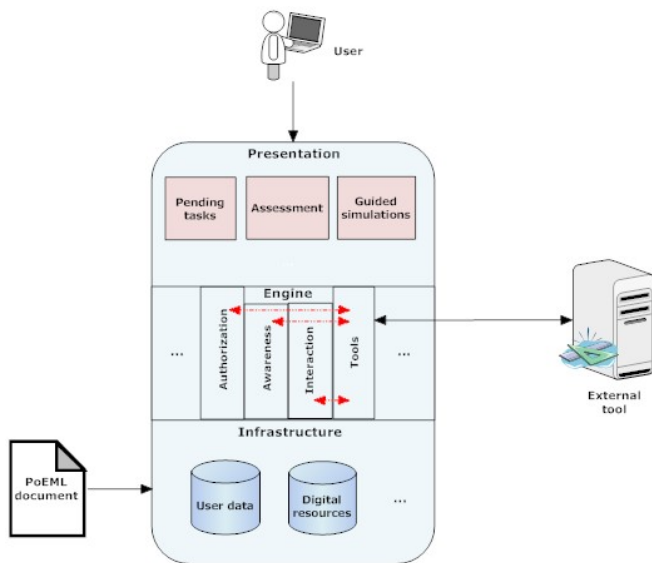 User
Presentation
Pending
tasks
Assessment
Guided
simulations
Engine
...
Authorization
Awareness
Interaction
Tools
...
External
tool
Infrastructure
PoEML
document
User data
Digital
resources
...